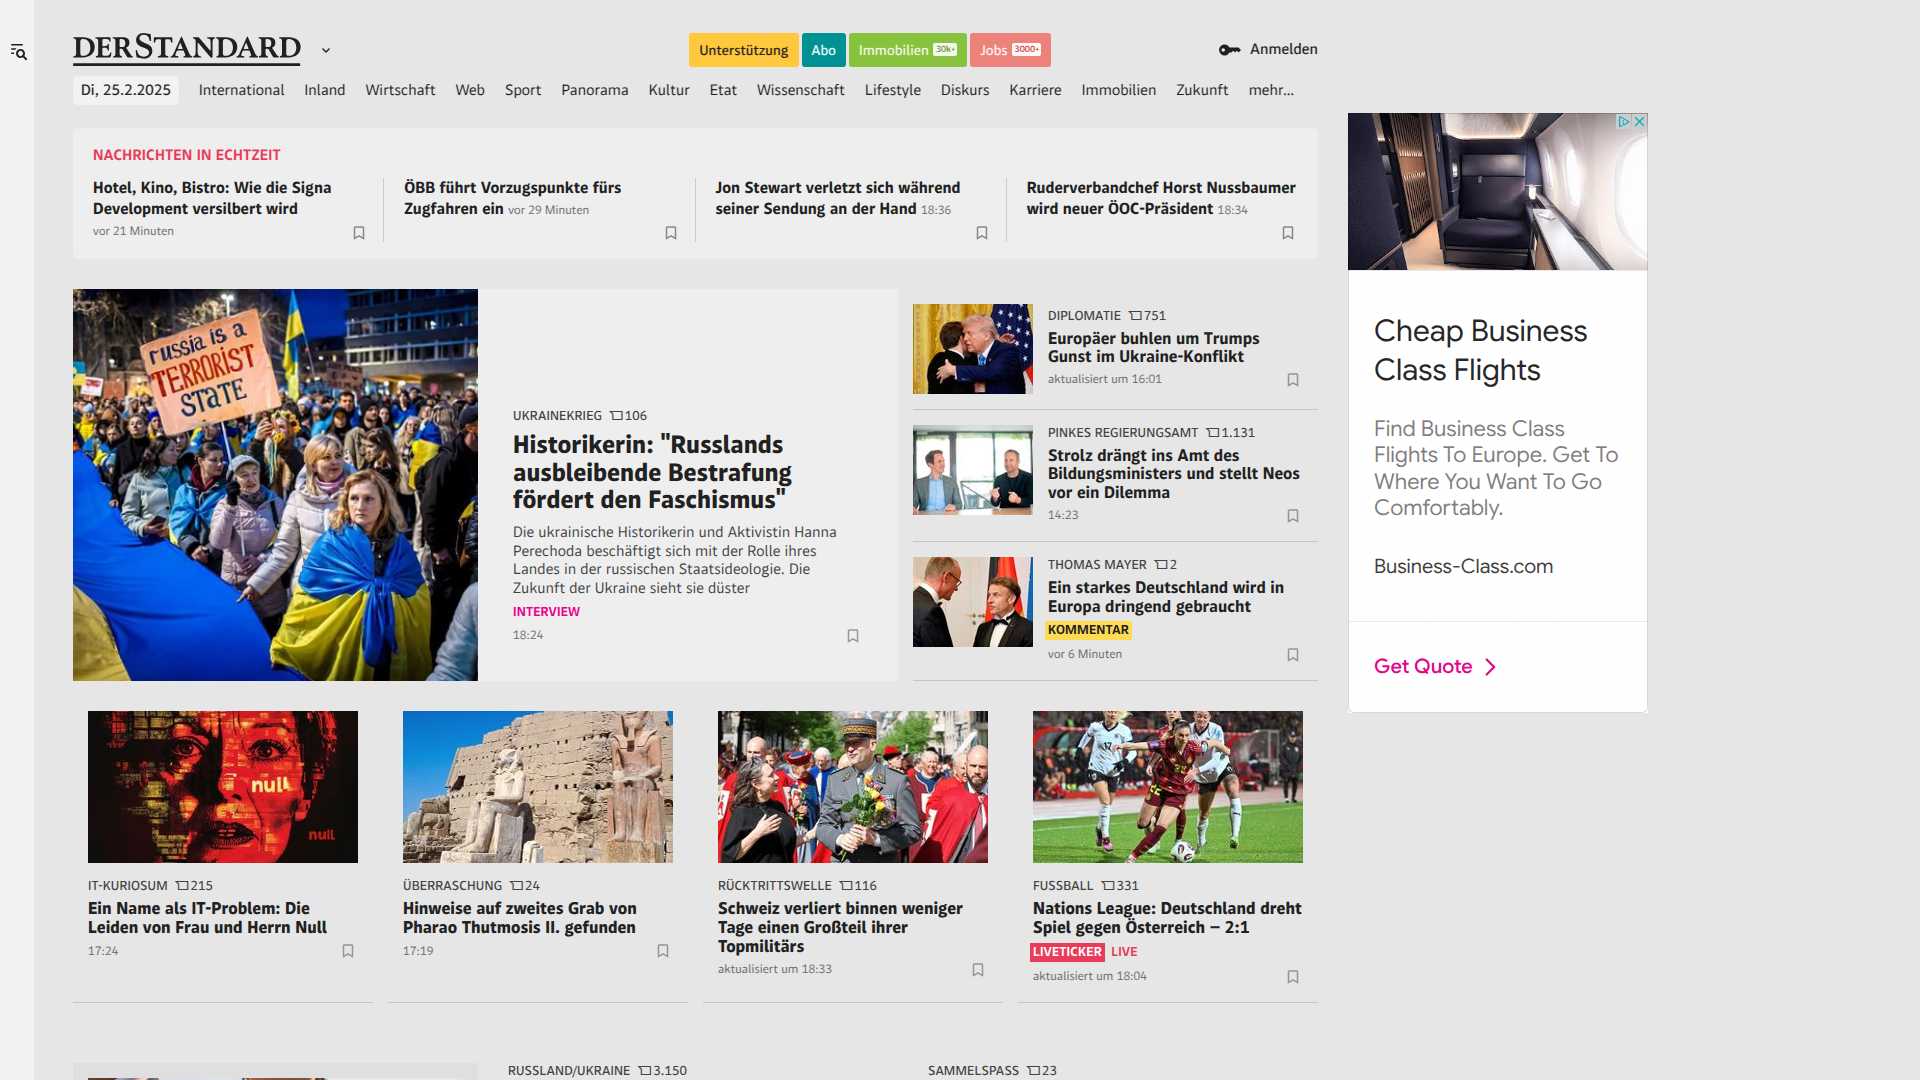 DERSTANDARD
Unterstützung
Abo
Immobilien 30k+
Jobs 3000+
Anmelden
Di, 25.2.2025
International
Inland
Wirtschaft
Web
Sport
Panorama
Kultur
Etat
Wissenschaft
Lifestyle
Diskurs
Karriere
Immobilien
Zukunft
mehr...
NACHRICHTEN IN ECHTZEIT
Hotel, Kino, Bistro: Wie die Signa
Development versilbert wird
vor 21 Minuten
ÖBB führt Vorzugspunkte fürs
Zugfahren ein vor 29 Minuten
Jon Stewart verletzt sich während
seiner Sendung an der Hand 18:36
Ruderverbandchef Horst Nussbaumer
wird neuer ÖOC-Präsident 18:34
russia is a
TERRORIST
STATE
UKRAINEKRIEG 106
Historikerin: "Russlands
ausbleibende Bestrafung
fördert den Faschismus"
Die ukrainische Historikerin und Aktivistin Hanna
Perechoda beschäftigt sich mit der Rolle ihres
Landes in der russischen Staatsideologie. Die
Zukunft der Ukraine sieht sie düster
INTERVIEW
18:24
DIPLOMATIE 751
Europäer buhlen um Trumps
Gunst im Ukraine-Konflikt
aktualisiert um 16:01
PINKES REGIERUNGSAMT 1.131
Strolz drängt ins Amt des
Bildungsministers und stellt Neos
vor ein Dilemma
14:23
THOMAS MAYER 2
Ein starkes Deutschland wird in
Europa dringend gebraucht
KOMMENTAR
vor 6 Minuten
Cheap Business
Class Flights
Find Business Class
Flights To Europe. Get To
Where You Want To Go
Comfortably.
Business-Class.com
Get Quote
null
null
IT-KURIOSUM 215
Ein Name als IT-Problem: Die
Leiden von Frau und Herrn Null
17:24
ÜBERRASCHUNG 24
Hinweise auf zweites Grab von
Pharao Thutmosis II. gefunden
17:19
RÜCKTRITTSWELLE 116
Schweiz verliert binnen weniger
Tage einen Großteil ihrer
Topmilitärs
aktualisiert um 18:33
FUSSBALL 331
Nations League: Deutschland dreht
Spiel gegen Österreich – 2:1
LIVETICKER LIVE
aktualisiert um 18:04
RUSSLAND/UKRAINE 3.150
SAMMELSPASS 23